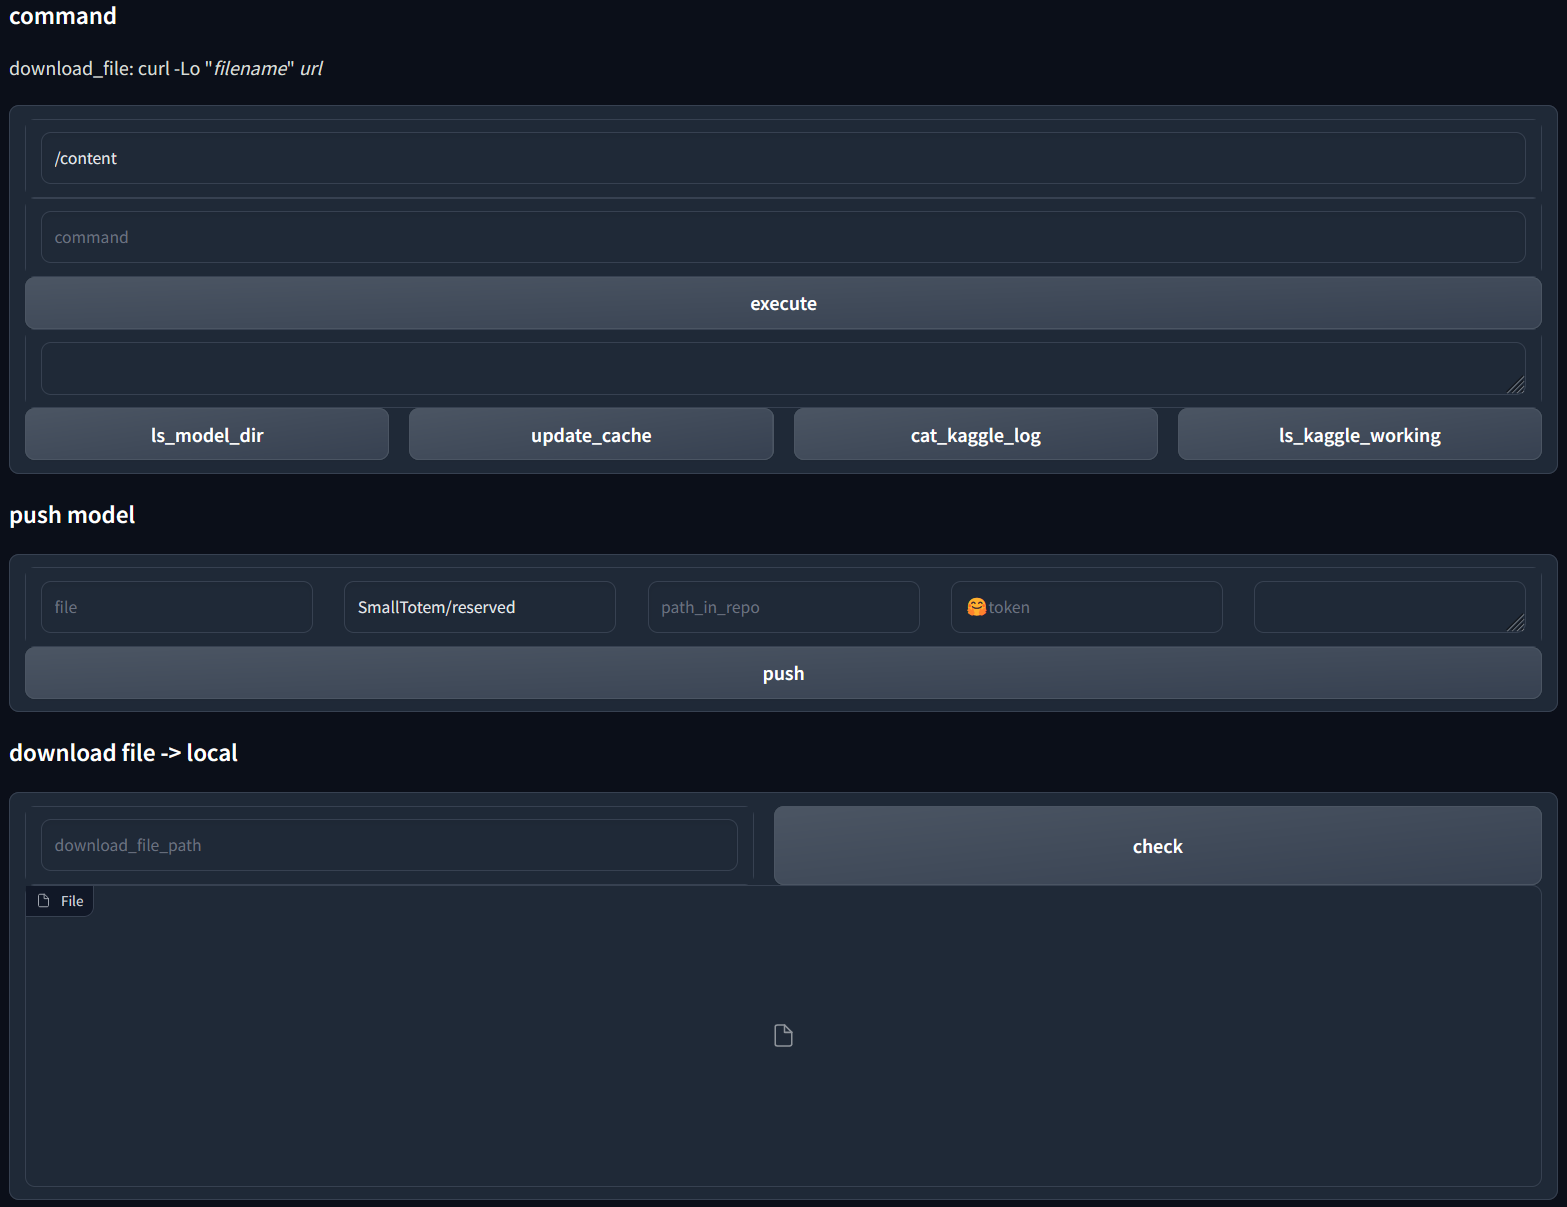 command
download_file: curl -Lo "filename" url
/content
command
execute
ls_model_dir update_cache cat_kaggle_log ls_kaggle_working
push model
file SmallTotem/reserved path_in_repo 🤗token
push
download file -> local
download_file_path check
File